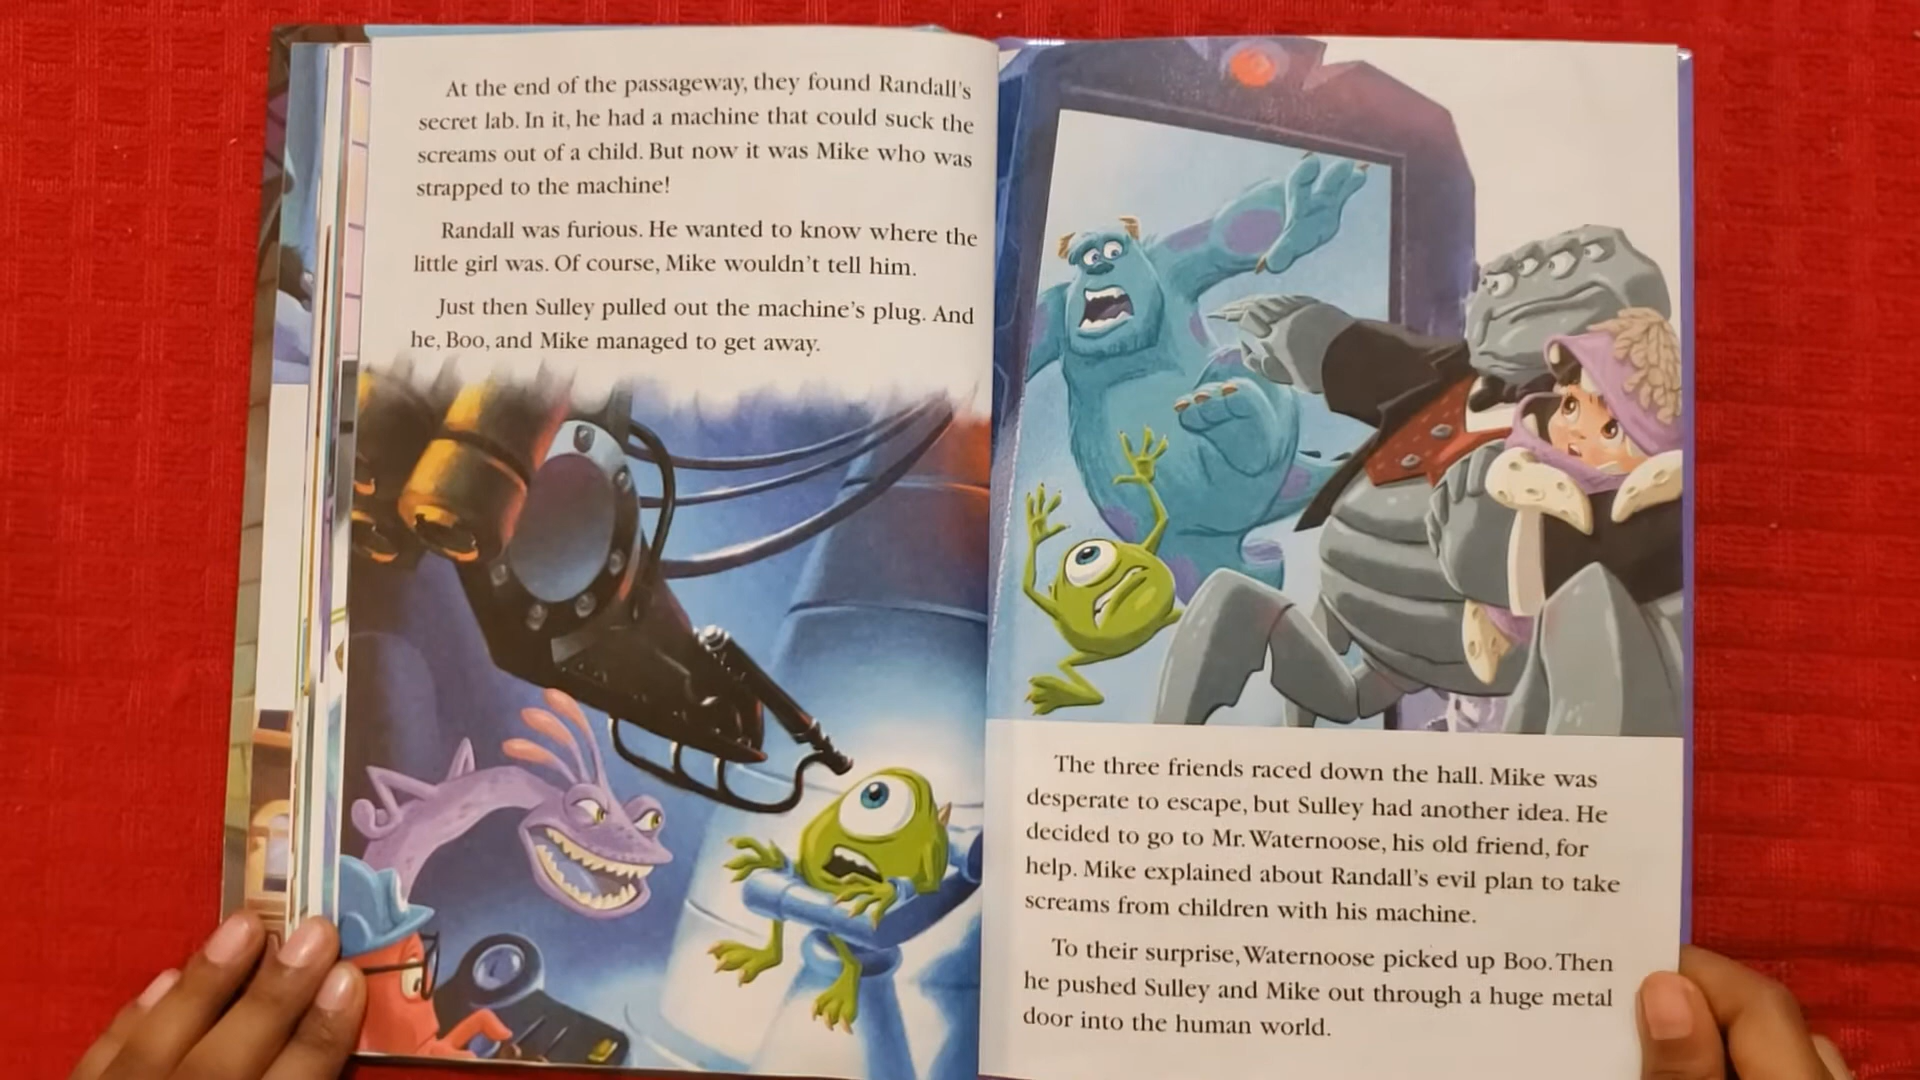 At the end of the passageway, they found Randall's
secret lab. In it, he had a machine that could suck the
screams out of a child. But now it was Mike who was
strapped to the machine!
Randall was furious. He wanted to know where the
little girl was. Of course, Mike wouldn't tell him.
Just then Sulley pulled out the machine's plug. And
he, Boo, and Mike managed to get away.
The three friends raced down the hall. Mike was
desperate to escape, but Sulley had another idea. He
decided to go to Mr. Waternoose, his old friend, for
help. Mike explained about Randall's evil plan to take
screams from children with his machine.
To their surprise, Waternoose picked up Boo. Then
he pushed Sulley and Mike out through a huge metal
door into the human world.